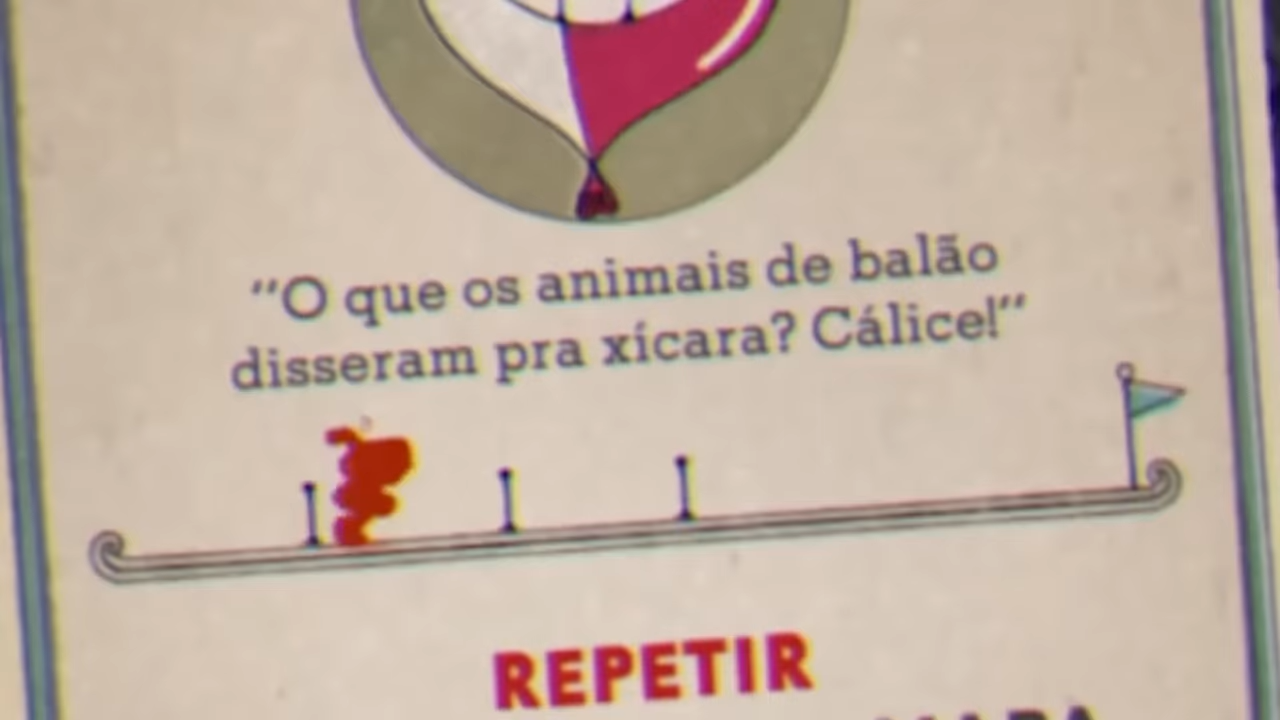 “O que os animais de balão
disseram pra xícara? Cálice!”
REPETIR